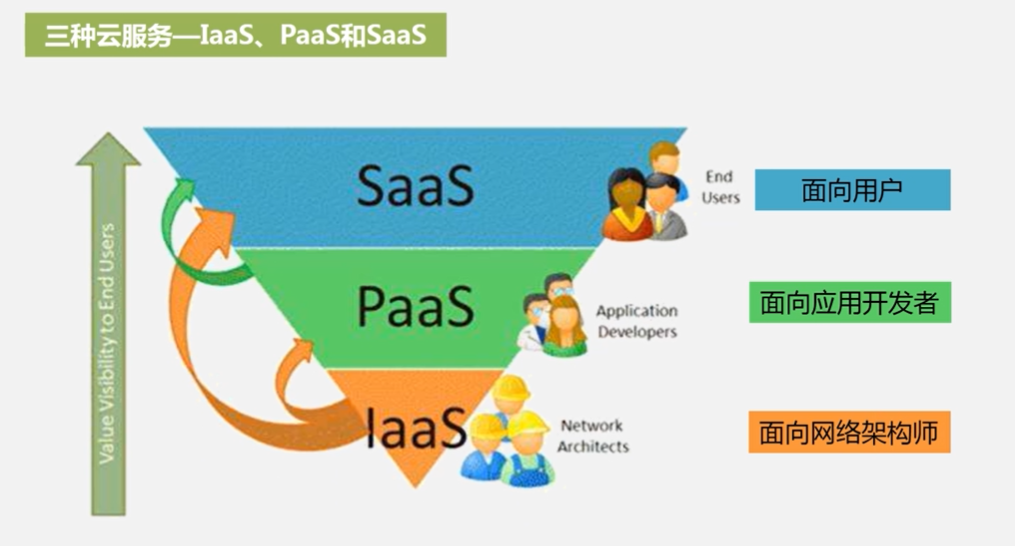 三种云服务—IaaS、PaaS和SaaS
Value Visibility to End Users
SaaS
End
Users
面向用户
PaaS
Application
Developers
面向应用开发者
IaaS
Network
Architects
面向网络架构师